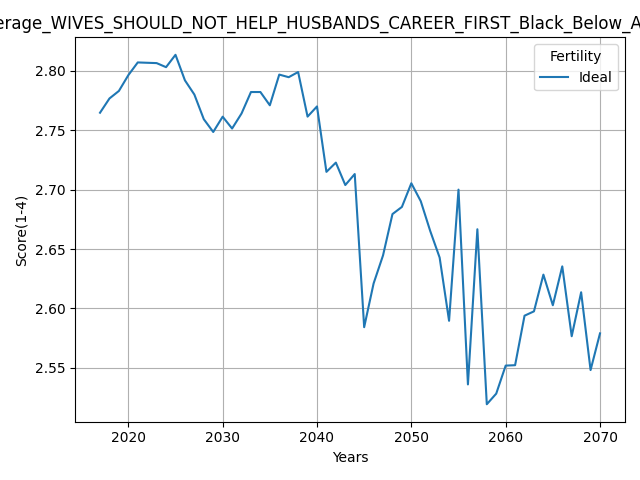 erage_WIVES_SHOULD_NOT_HELP_HUSBANDS_CAREER_FIRST_Black_Below_A
Fertility
Ideal
2.80
2.75
2.70
2.65
2.60
2.55
Score(1-4)
2020 2030 2040 2050 2060 2070
Years